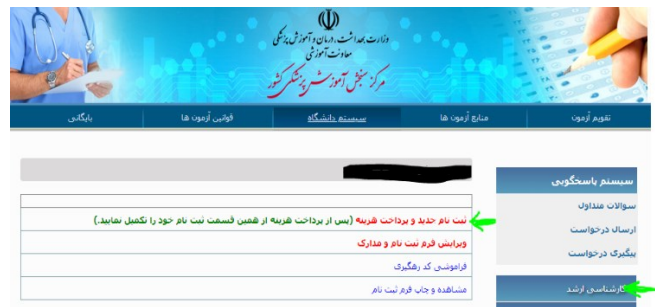 وزارت بهداشت، درمان و آموزش پزشکی
معاونت آموزشی
مرکز سنجش آموزش پزشکی کشور
تقویم آزمون
منابع آزمون ها
سیستم دانشگاه
قوانین آزمون ها
بایگانی
سیستم پاسخگویی
سوالات متداول
ارسال درخواست
پیگیری درخواست
کارشناسی ارشد
ثبت نام جدید و پرداخت هزینه (پس از پرداخت هزینه از همین قسمت ثبت نام خود را تکمیل نمایید.)
ویرایش فرم ثبت نام و مدارک
فراموشی کد رهگیری
مشاهده و چاپ فرم ثبت نام